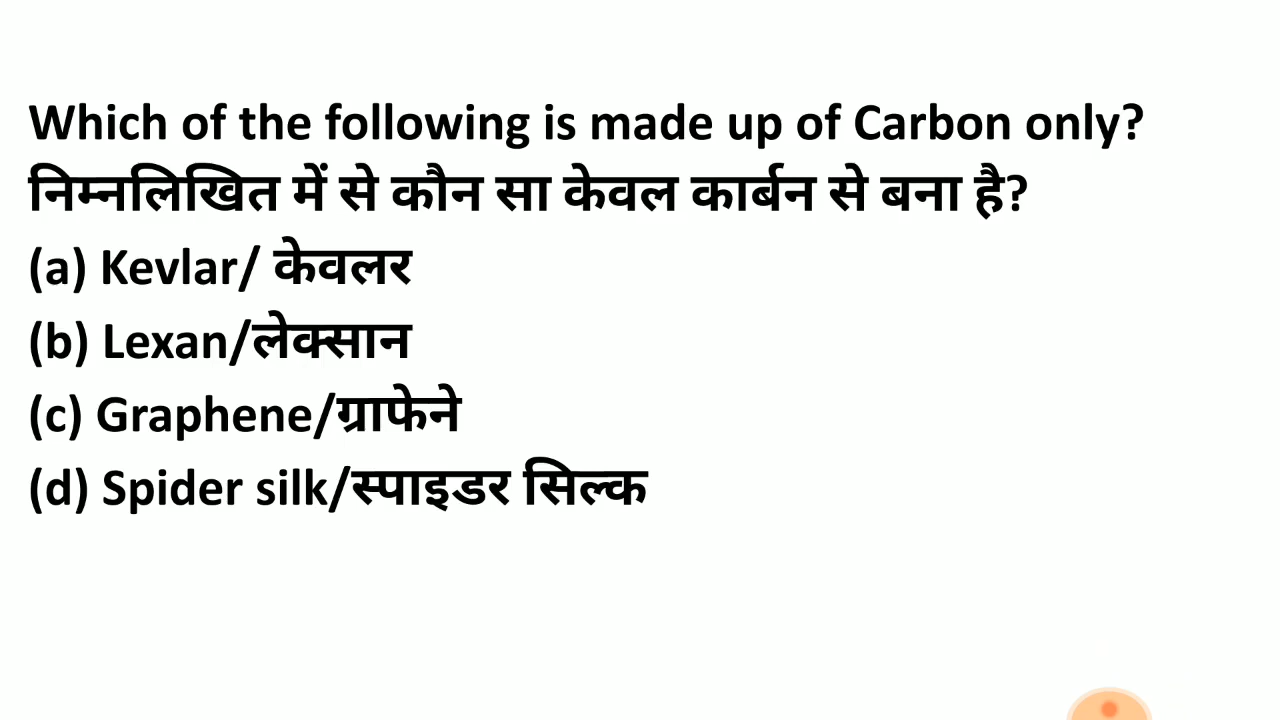 Which of the following is made up of Carbon only?
निम्नलिखित में से कौन सा केवल कार्बन से बना है?
(a) Kevlar/ केवलर
(b) Lexan/लेक्सान
(c) Graphene/ग्राफेने
(d) Spider silk/स्पाइडर सिल्क